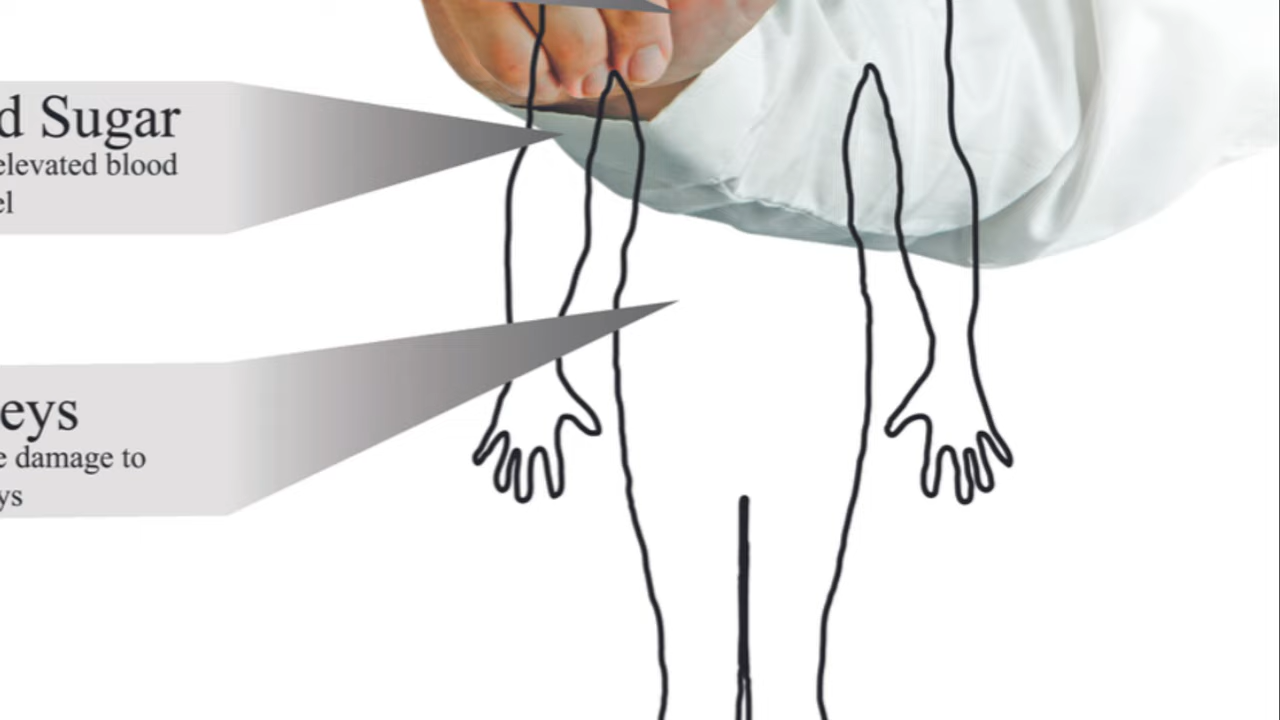 d Sugar
elevated blood
el
eys
e damage to
ys